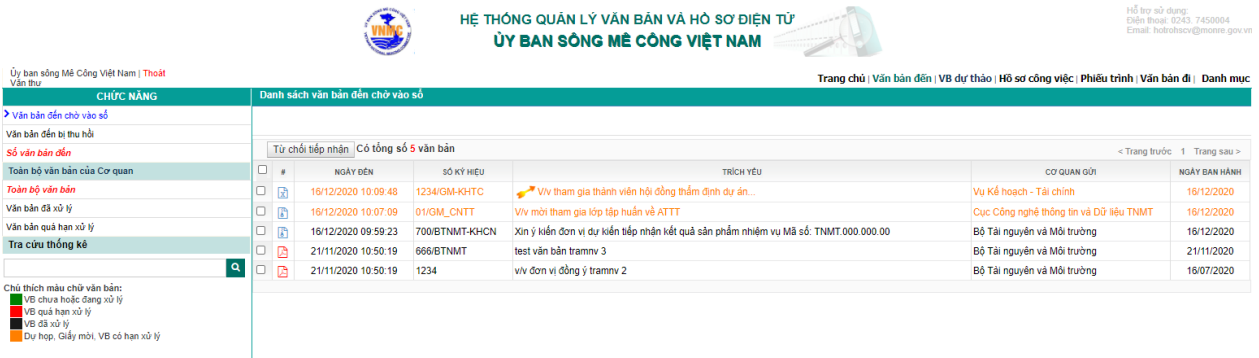 HỆ THỐNG QUẢN LÝ VĂN BẢN VÀ HỒ SƠ ĐIỆN TỬ
ỦY BAN SÔNG MÊ CÔNG VIỆT NAM
VNMC
Hỗ trợ sử dụng:
Điện thoại: 0243. 7450004
Email: hotrohscv@monre.gov.vn
Ủy ban sông Mê Công Việt Nam | Thoát
Văn thư
Trang chủ | Văn bản đến | VB dự thảo | Hồ sơ công việc | Phiếu trình | Văn bản đi | Danh mục
CHỨC NĂNG
Văn bản đến chờ vào sổ
Văn bản đến bị thu hồi
Sổ văn bản đến
Toàn bộ văn bản của Cơ quan
Toàn bộ văn bản
Văn bản đã xử lý
Văn bản quá hạn xử lý
Tra cứu thống kê
Chú thích màu chữ văn bản:
VB chưa hoặc đang xử lý
VB quá hạn xử lý
VB đã xử lý
Dự họp, Giấy mời, VB có hạn xử lý
Danh sách văn bản đến chờ vào sổ
Từ chối tiếp nhận Có tổng số 5 văn bản
< Trang trước 1 Trang sau >
# NGÀY ĐẾN SỐ KÝ HIỆU TRÍCH YẾU CƠ QUAN GỬI NGÀY BAN HÀNH
16/12/2020 10:09:48 1234/GM-KHTC V/v tham gia thành viên hội đồng thẩm định dự án... Vụ Kế hoạch - Tài chính 16/12/2020
16/12/2020 10:07:09 01/GM_CNTT V/v mời tham gia lớp tập huấn về ATTT Cục Công nghệ thông tin và Dữ liệu TNMT 16/12/2020
16/12/2020 09:59:23 700/BTNMT-KHCN Xin ý kiến đơn vị dự kiến tiếp nhận kết quả sản phẩm nhiệm vụ Mã số: TNMT.000.000.00 Bộ Tài nguyên và Môi trường 16/12/2020
21/11/2020 10:50:19 666/BTNMT test văn bản tramnv 3 Bộ Tài nguyên và Môi trường 21/11/2020
21/11/2020 10:50:19 1234 v/v đơn vị đồng ý tramnv 2 Bộ Tài nguyên và Môi trường 16/07/2020